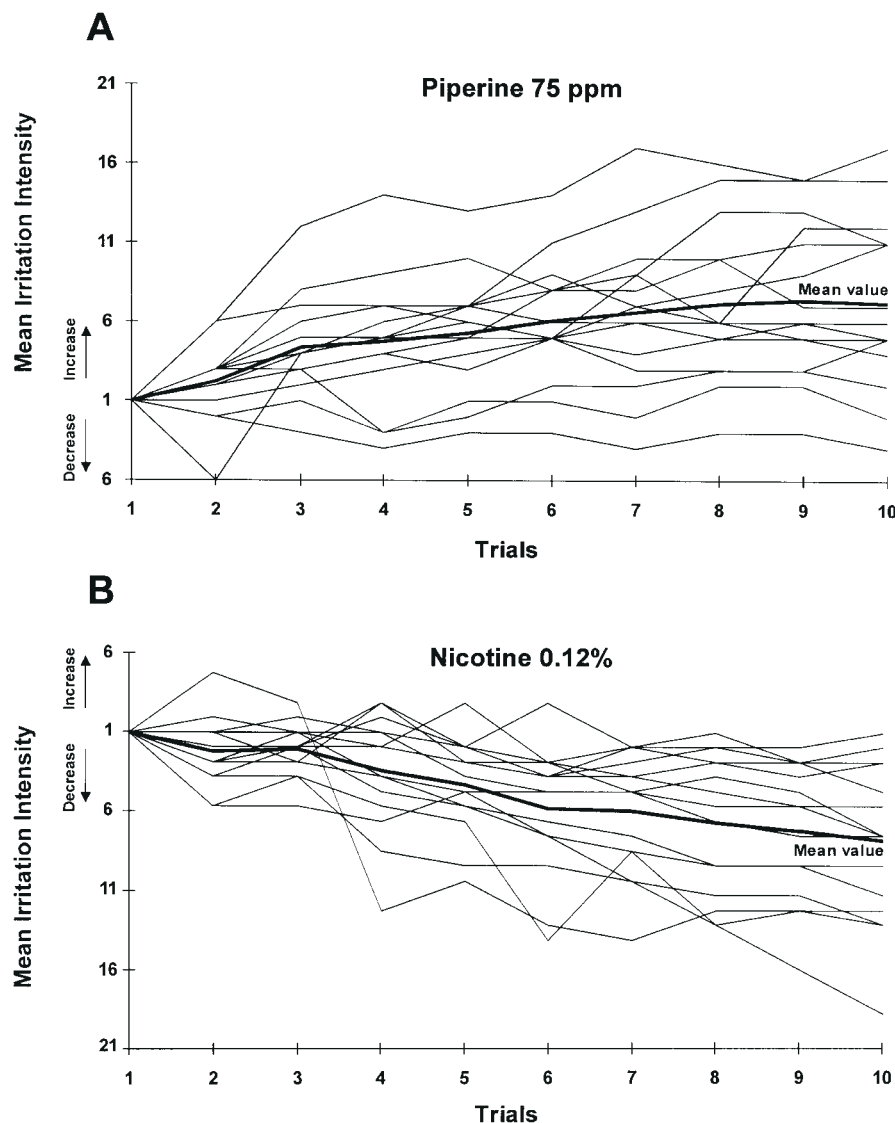 A
Piperine 75 ppm
Mean Irritation Intensity
Increase
Decrease
21
16
11
6
1
6
Mean value
1 2 3 4 5 6 7 8 9 10
Trials
B
Nicotine 0.12%
Mean Irritation Intensity
Increase
Decrease
6
1
6
11
16
21
Mean value
1 2 3 4 5 6 7 8 9 10
Trials